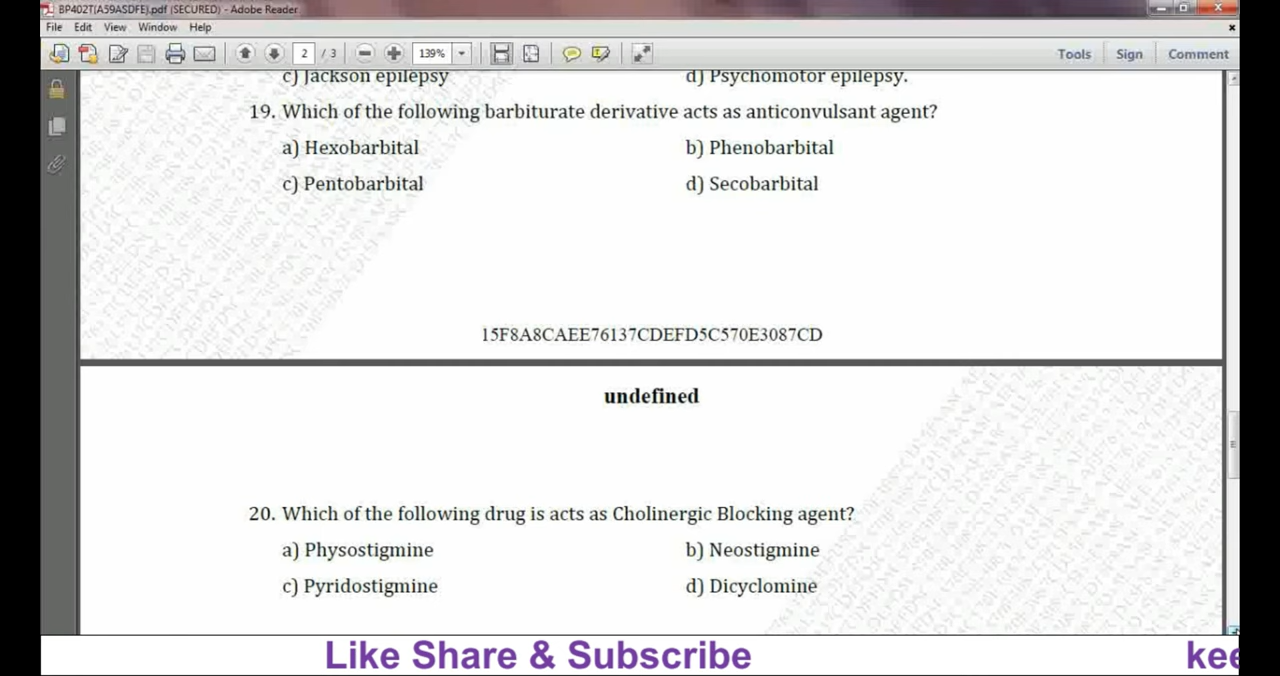 BP402T(A59ASDFE).pdf (SECURED) - Adobe Reader
File Edit View Window Help
2 / 3 139% Tools Sign Comment
c) Jackson epilepsy d) Psychomotor epilepsy.
19. Which of the following barbiturate derivative acts as anticonvulsant agent?
a) Hexobarbital b) Phenobarbital
c) Pentobarbital d) Secobarbital
15F8A8CAEE76137CDEFD5C570E3087CD
undefined
20. Which of the following drug is acts as Cholinergic Blocking agent?
a) Physostigmine b) Neostigmine
c) Pyridostigmine d) Dicyclomine
Like Share & Subscribe